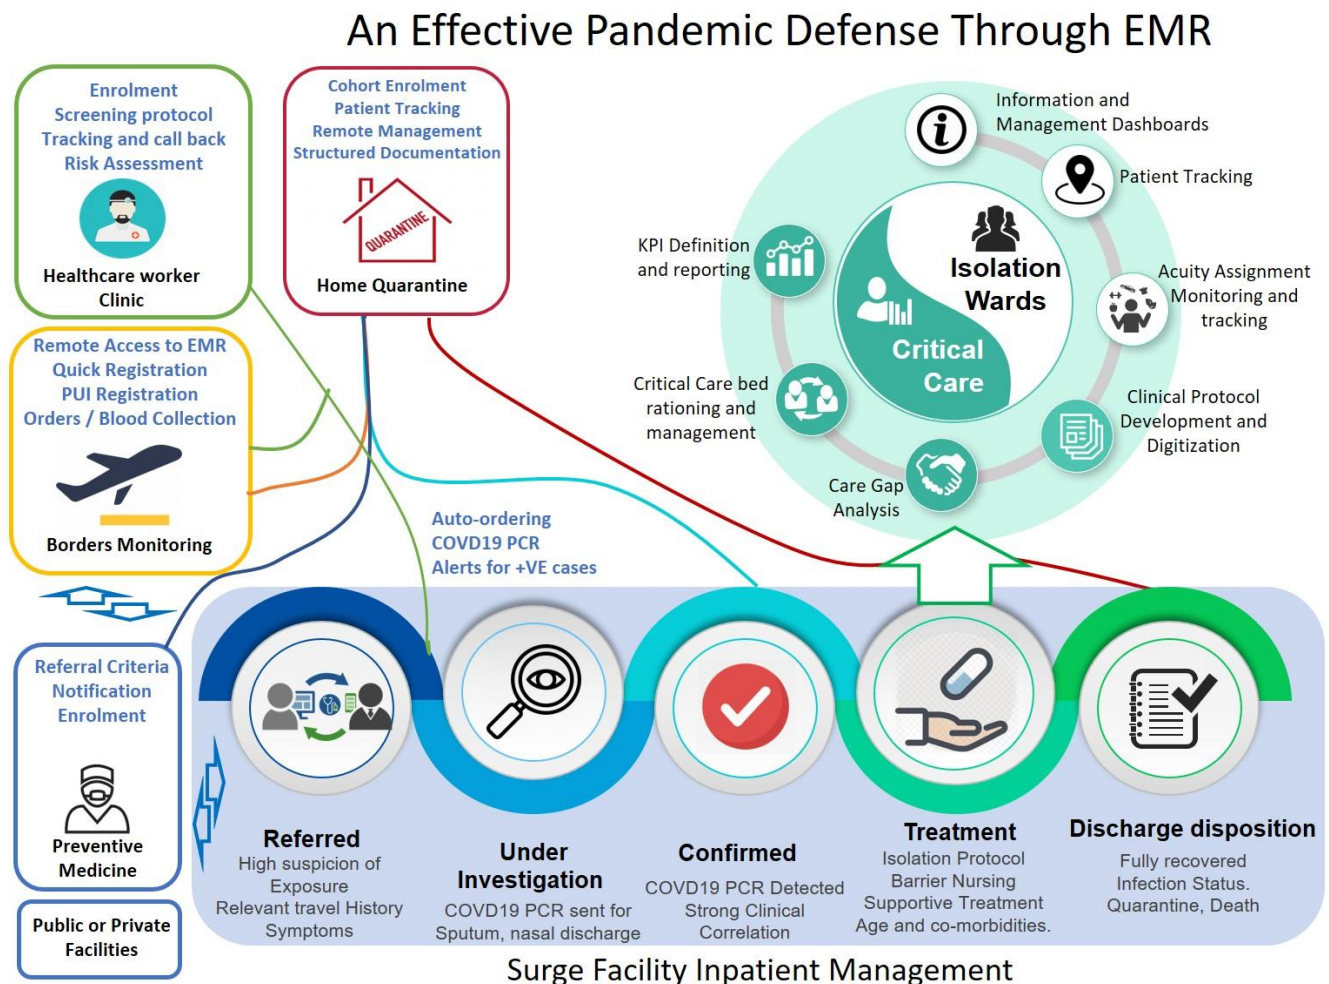 An Effective Pandemic Defense Through EMR
Enrolment
Screening protocol
Tracking and call back
Risk Assessment
Healthcare worker
Clinic
Cohort Enrolment
Patient Tracking
Remote Management
Structured Documentation
QUARANTINE
Home Quarantine
Remote Access to EMR
Quick Registration
PUI Registration
Orders / Blood Collection
Borders Monitoring
Referral Criteria
Notification
Enrolment
Preventive
Medicine
Public or Private
Facilities
Information and
Management Dashboards
Patient Tracking
Acuity Assignment
Monitoring and
tracking
Clinical Protocol
Development and
Digitization
Care Gap
Analysis
Critical Care bed
rationing and
management
KPI Definition
and reporting
Isolation
Wards
Critical
Care
Auto-ordering
COVD19 PCR
Alerts for +VE cases
Referred
High suspicion of
Exposure
Relevant travel History
Symptoms
Under
Investigation
COVD19 PCR sent for
Sputum, nasal discharge
Confirmed
COVD19 PCR Detected
Strong Clinical
Correlation
Treatment
Isolation Protocol
Barrier Nursing
Supportive Treatment
Age and co-morbidities.
Discharge disposition
Fully recovered
Infection Status.
Quarantine, Death
Surge Facility Inpatient Management